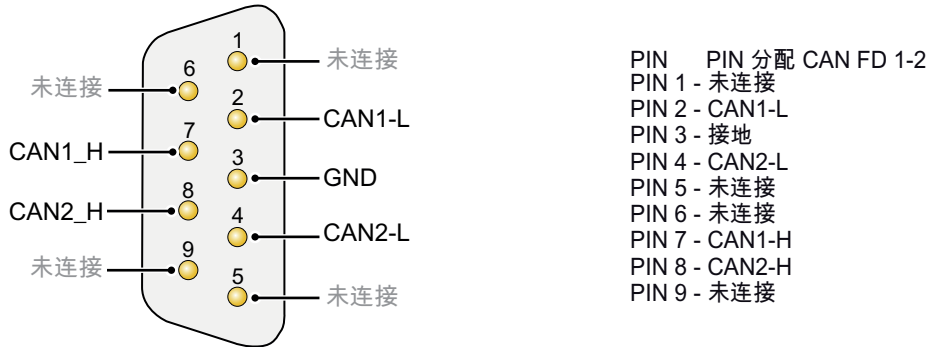 1
未连接
6
未连接
2
CAN1-L
7
CAN1_H
3
GND
8
CAN2_H
4
CAN2-L
9
未连接
5
未连接
PIN PIN 分配 CAN FD 1-2
PIN 1 - 未连接
PIN 2 - CAN1-L
PIN 3 - 接地
PIN 4 - CAN2-L
PIN 5 - 未连接
PIN 6 - 未连接
PIN 7 - CAN1-H
PIN 8 - CAN2-H
PIN 9 - 未连接